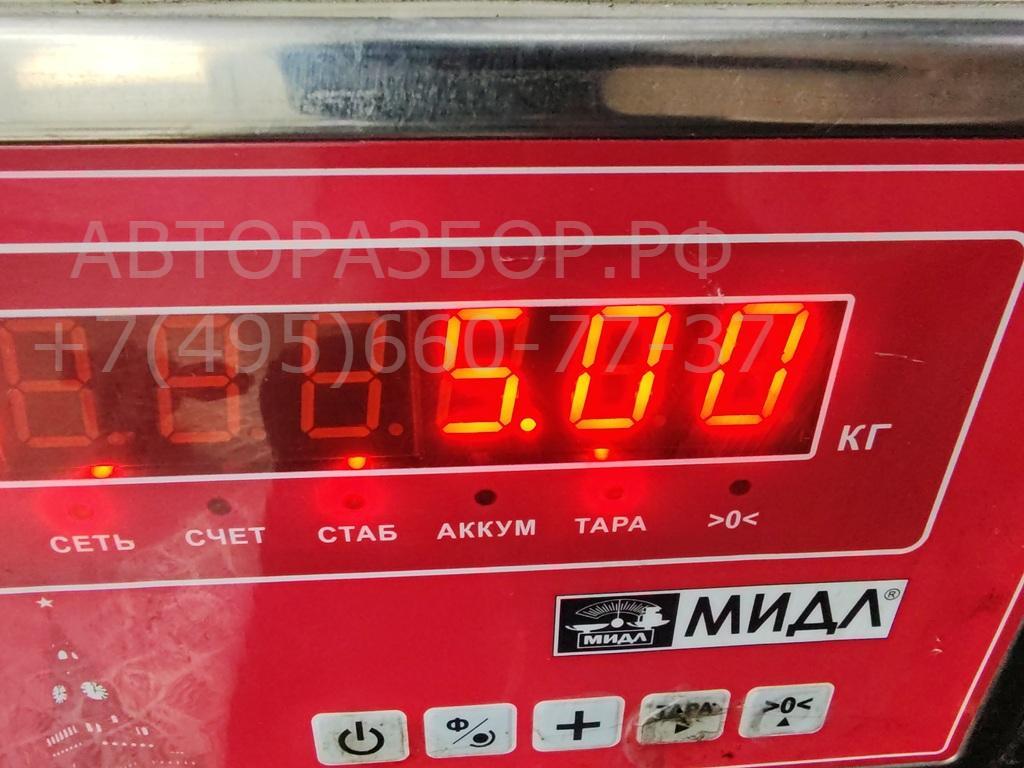 АВТОРАЗБОР.РФ
+7(495)660-77-37
5.00
КГ
СЕТЬ СЧЕТ СТАБ АККУМ ТАРА >0<
МИДЛ МИДЛ®
Ф + ТАРА >0<